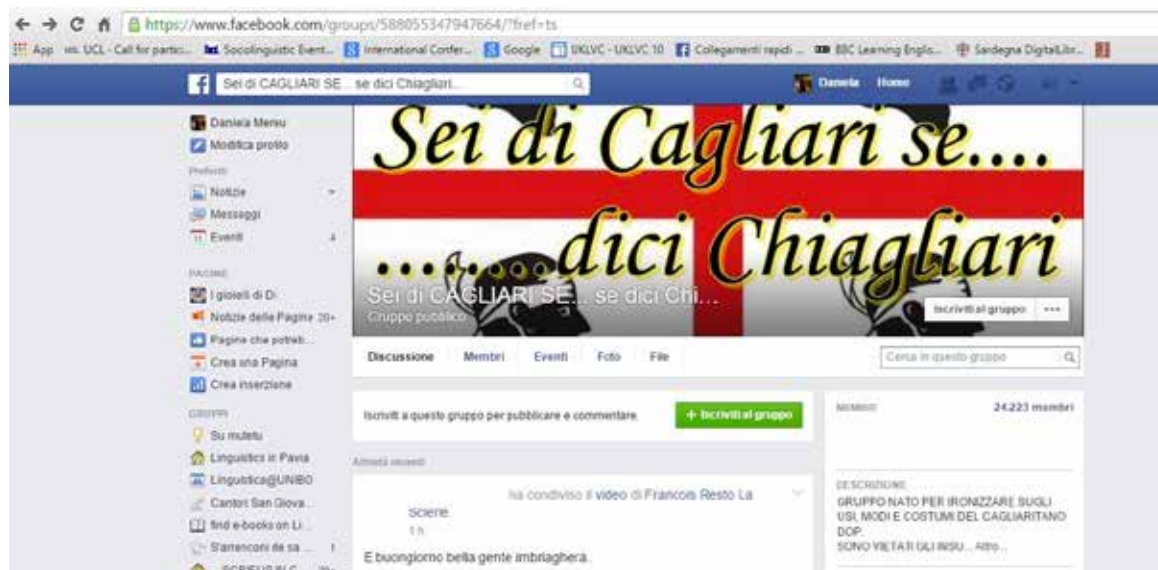 https://www.facebook.com/groups/588055347947664/?fref=ts
App
UCL - Call for partic...
Sociolinguistic Event...
International Confer...
Google
UKLVC - UKLVC 10
Collegamenti rapidi ...
BBC Learning Englis...
Sardegna DigitalLibr...
Sei di CAGLIARI SE... se dici Chiagliari...
Daniela Home
Daniela Mereu
Modifica profilo
Preferiti
Notizie
Messaggi
Eventi 4
PAGINE
I gioielli di Di
Notizie delle Pagine 20+
Pagine che potreb...
Crea una Pagina
Crea inserzione
GRUPPI
Su mutetu
Linguistics in Pavia
Linguistica@UNIBO
Cantori San Giova...
find e-books on Li...
S'arrenconi de sa ... 1
Sei di Cagliari se....
........dici Chiagliari
Sei di CAGLIARI SE... se dici Chi...
Gruppo pubblico
Iscriviti al gruppo
Discussione Membri Eventi Foto File
Cerca in questo gruppo
Iscriviti a questo gruppo per pubblicare e commentare.
+ Iscriviti al gruppo
Attività recenti
ha condiviso il video di Francois Resto La
Scierie.
1 h
E buongiorno bella gente imbriaghera..
MEMBRI 24.223 membri
DESCRIZIONE
GRUPPO NATO PER IRONIZZARE SUGLI
USI, MODI E COSTUMI DEL CAGLIARITANO
DOP.
SONO VIETATI GLI INSU... Altro...